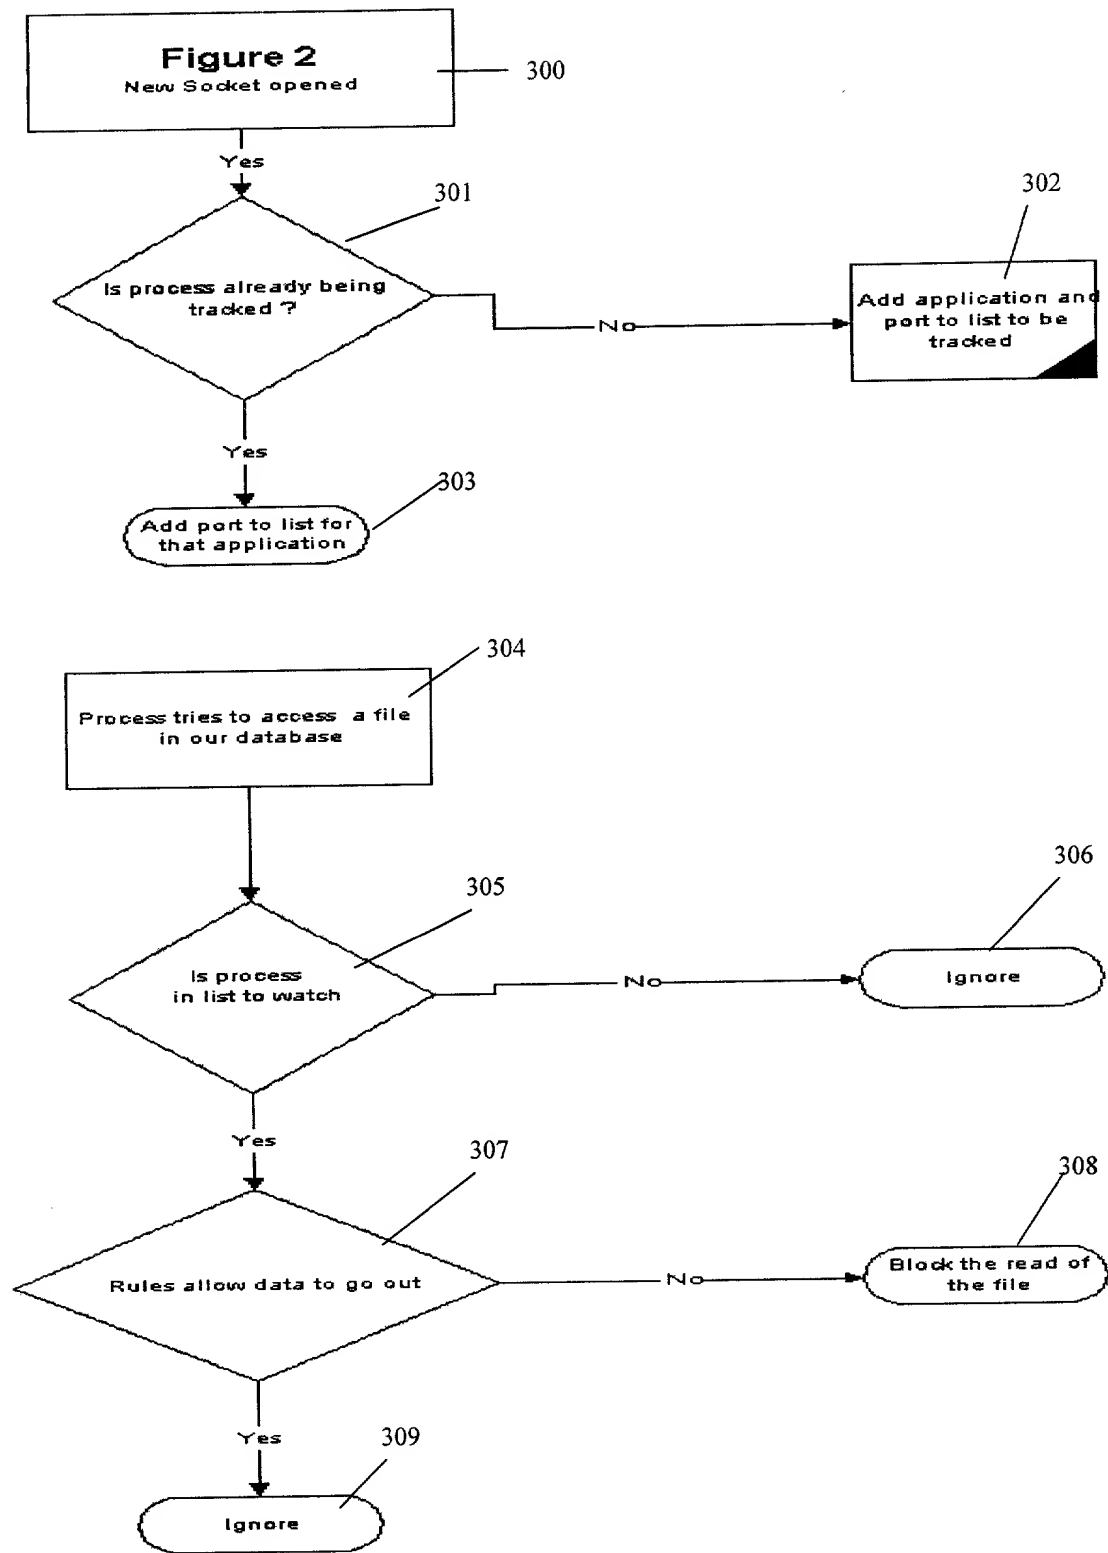 Figure 2
New Socket opened
300
Yes
301
302
Is process already being
tracked ?
No
Add application and
port to list to be
tracked
Yes
303
Add port to list for
that application
304
Process tries to access a file
in our database
305
306
Is process
in list to watch
No
Ignore
Yes
307
308
Rules allow data to go out
No
Block the read of
the file
Yes
309
Ignore